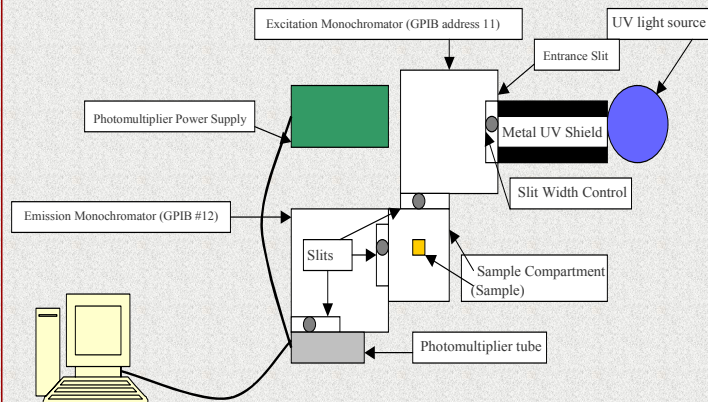 Excitation Monochromator (GPIB address 11)
UV light source
Entrance Slit
Photomultiplier Power Supply
Metal UV Shield
Slit Width Control
Emission Monochromator (GPIB #12)
Slits
Sample Compartment
(Sample)
Photomultiplier tube